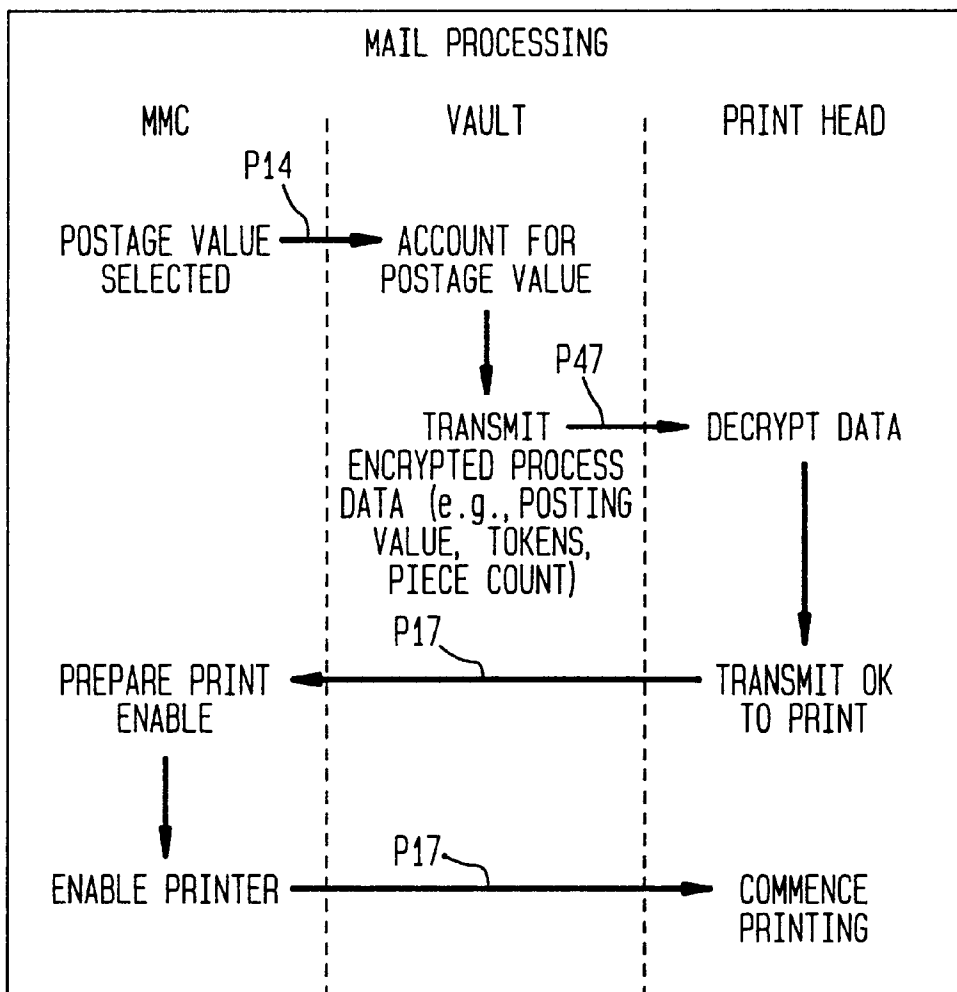 MAIL PROCESSING
MMC
VAULT
PRINT HEAD
P14
POSTAGE VALUE
SELECTED
ACCOUNT FOR
POSTAGE VALUE
P47
TRANSMIT
ENCRYPTED PROCESS
DATA (e.g., POSTING
VALUE, TOKENS,
PIECE COUNT)
DECRYPT DATA
P17
PREPARE PRINT
ENABLE
TRANSMIT OK
TO PRINT
P17
ENABLE PRINTER
COMMENCE
PRINTING